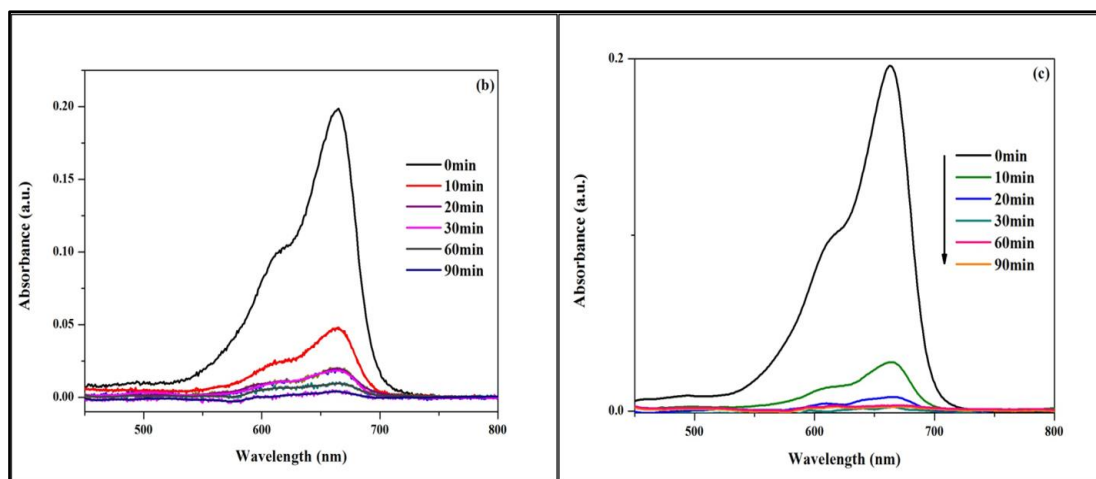 (b)
0.20
0.15
0.10
0.05
0.00
Absorbance (a.u.)
0min
10min
20min
30min
60min
90min
500 600 700 800
Wavelength (nm)
(c)
0.2
0.0
Absorbance (a.u.)
0min
10min
20min
30min
60min
90min
500 600 700 800
Wavelength (nm)